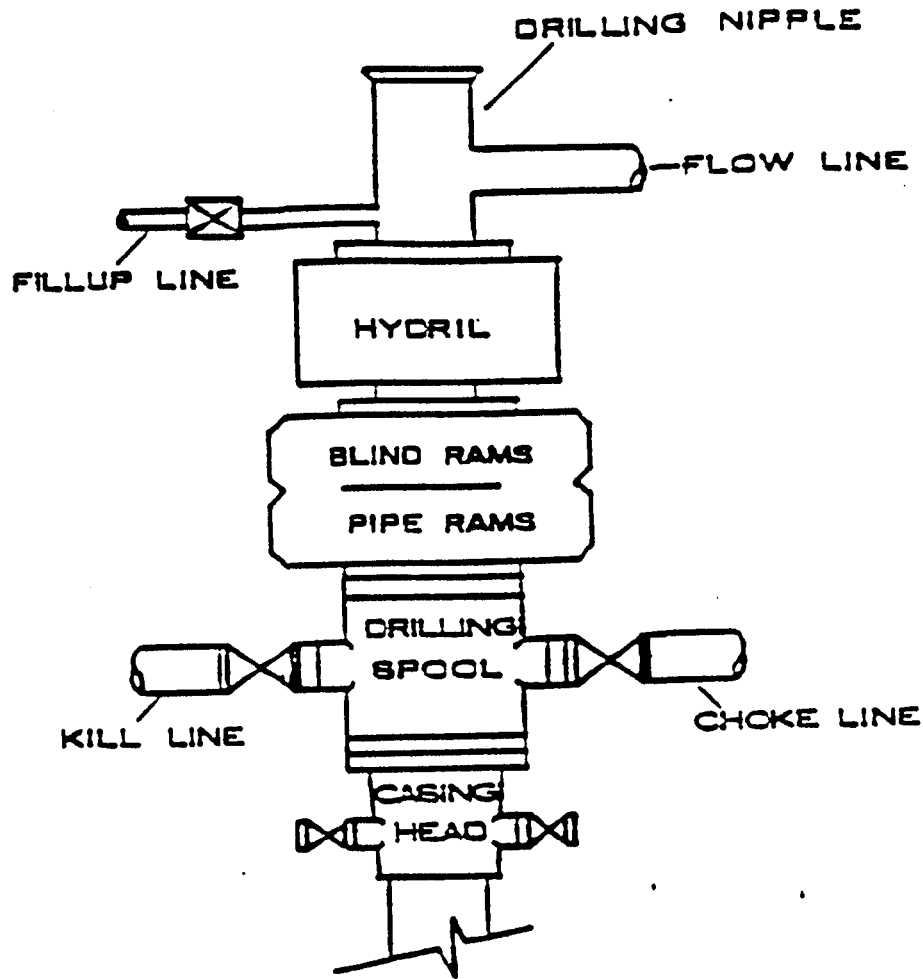 DRILLING NIPPLE
FLOW LINE
FILLUP LINE
HYDRIL
BLIND RAMS
PIPE RAMS
DRILLING
SPOOL
KILL LINE
CHOKE LINE
CASING
HEAD